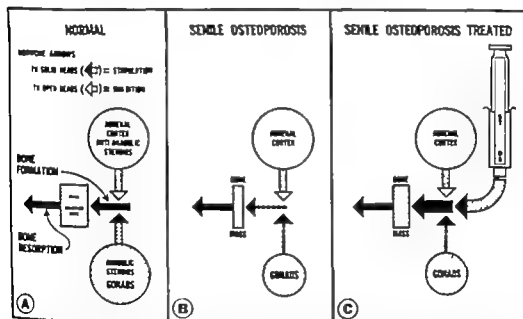 NORMAL
HORMONE ARROWS
SOLID HEADS ( ) = STIMULATION
OPEN HEADS ( ) = INHIBITION
ADRENAL
CORTEX
ANTI ANABOLIC
STEROIDS
BONE
FORMATION
BONE
RESORPTION
ANABOLIC
STEROIDS
GONADS
A
SENILE OSTEOPOROSIS
ADRENAL
CORTEX
BONE
MASS
GONADS
B
SENILE OSTEOPOROSIS TREATED
ADRENAL
CORTEX
BONE
MASS
GONADS
C